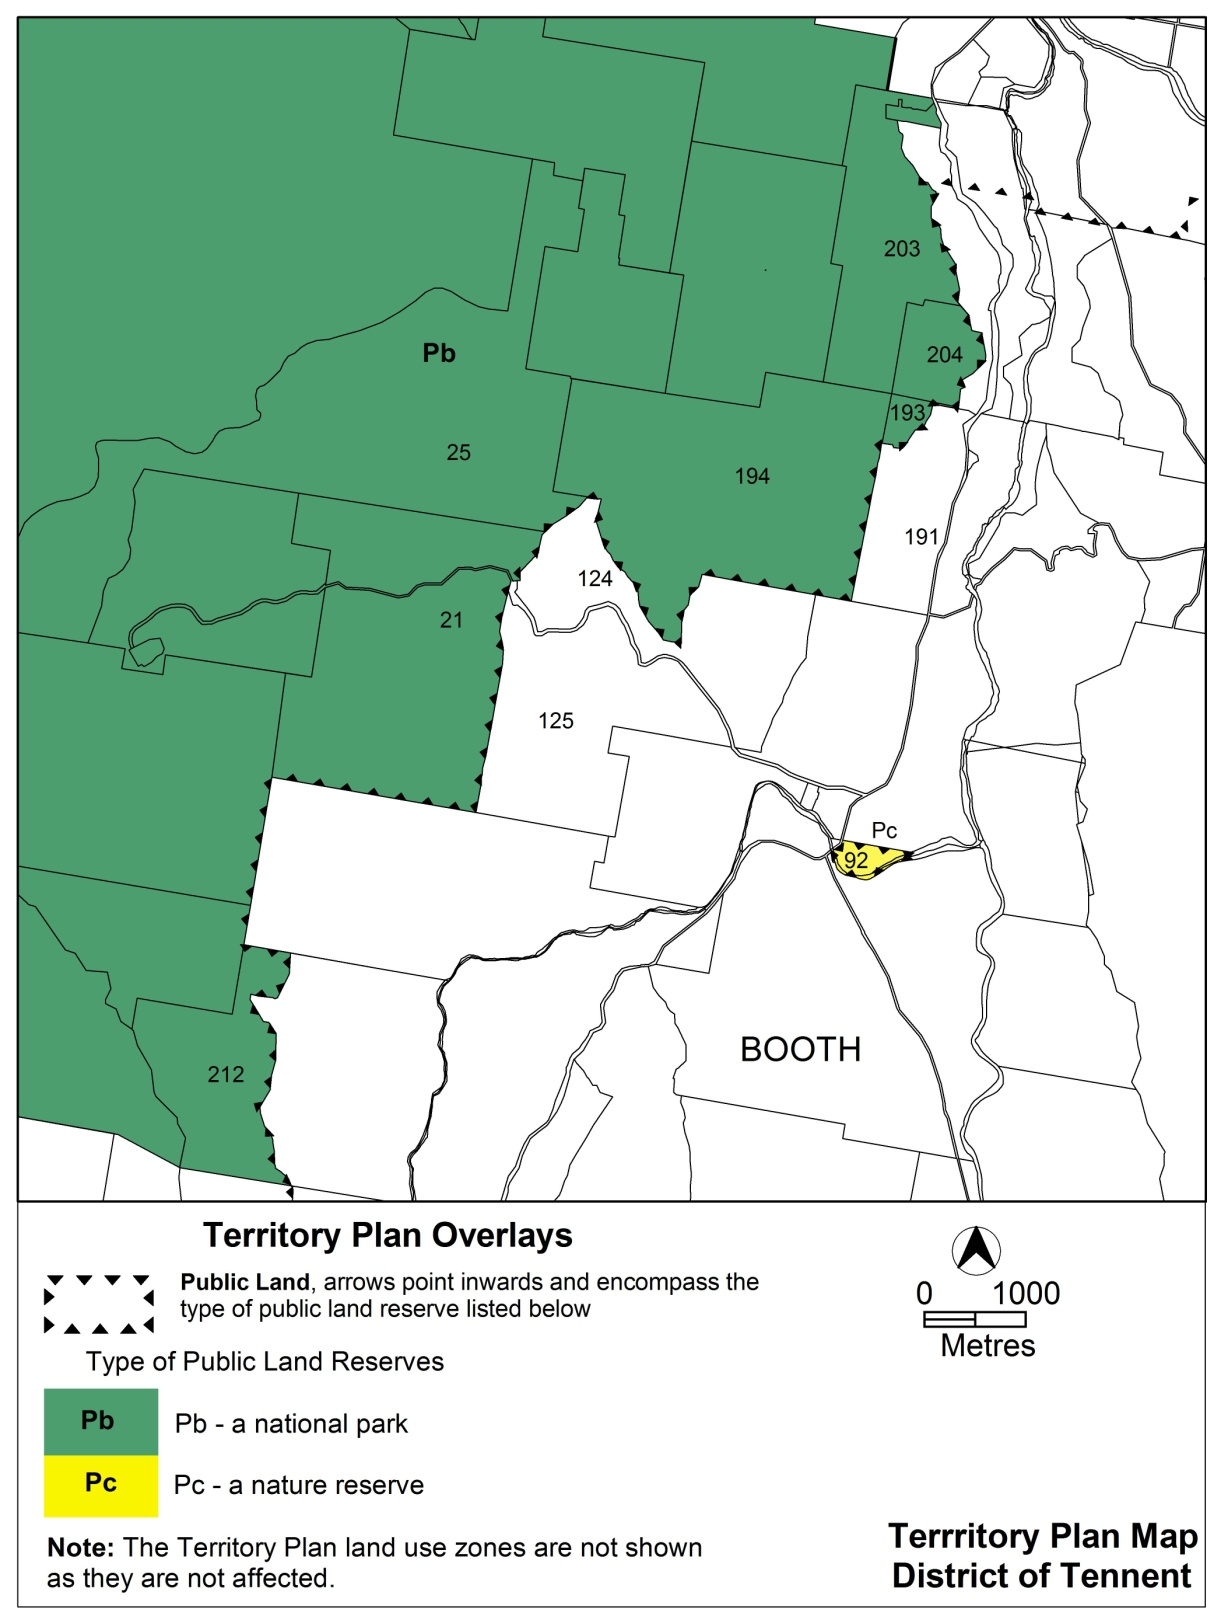 203
Pb
204
193
25
194
191
124
21
125
Pc
92
BOOTH
212
Territory Plan Overlays
Public Land, arrows point inwards and encompass the
type of public land reserve listed below
0 1000
Metres
Type of Public Land Reserves
Pb Pb - a national park
Pc Pc - a nature reserve
Note: The Territory Plan land use zones are not shown
as they are not affected.
Terrritory Plan Map
District of Tennent